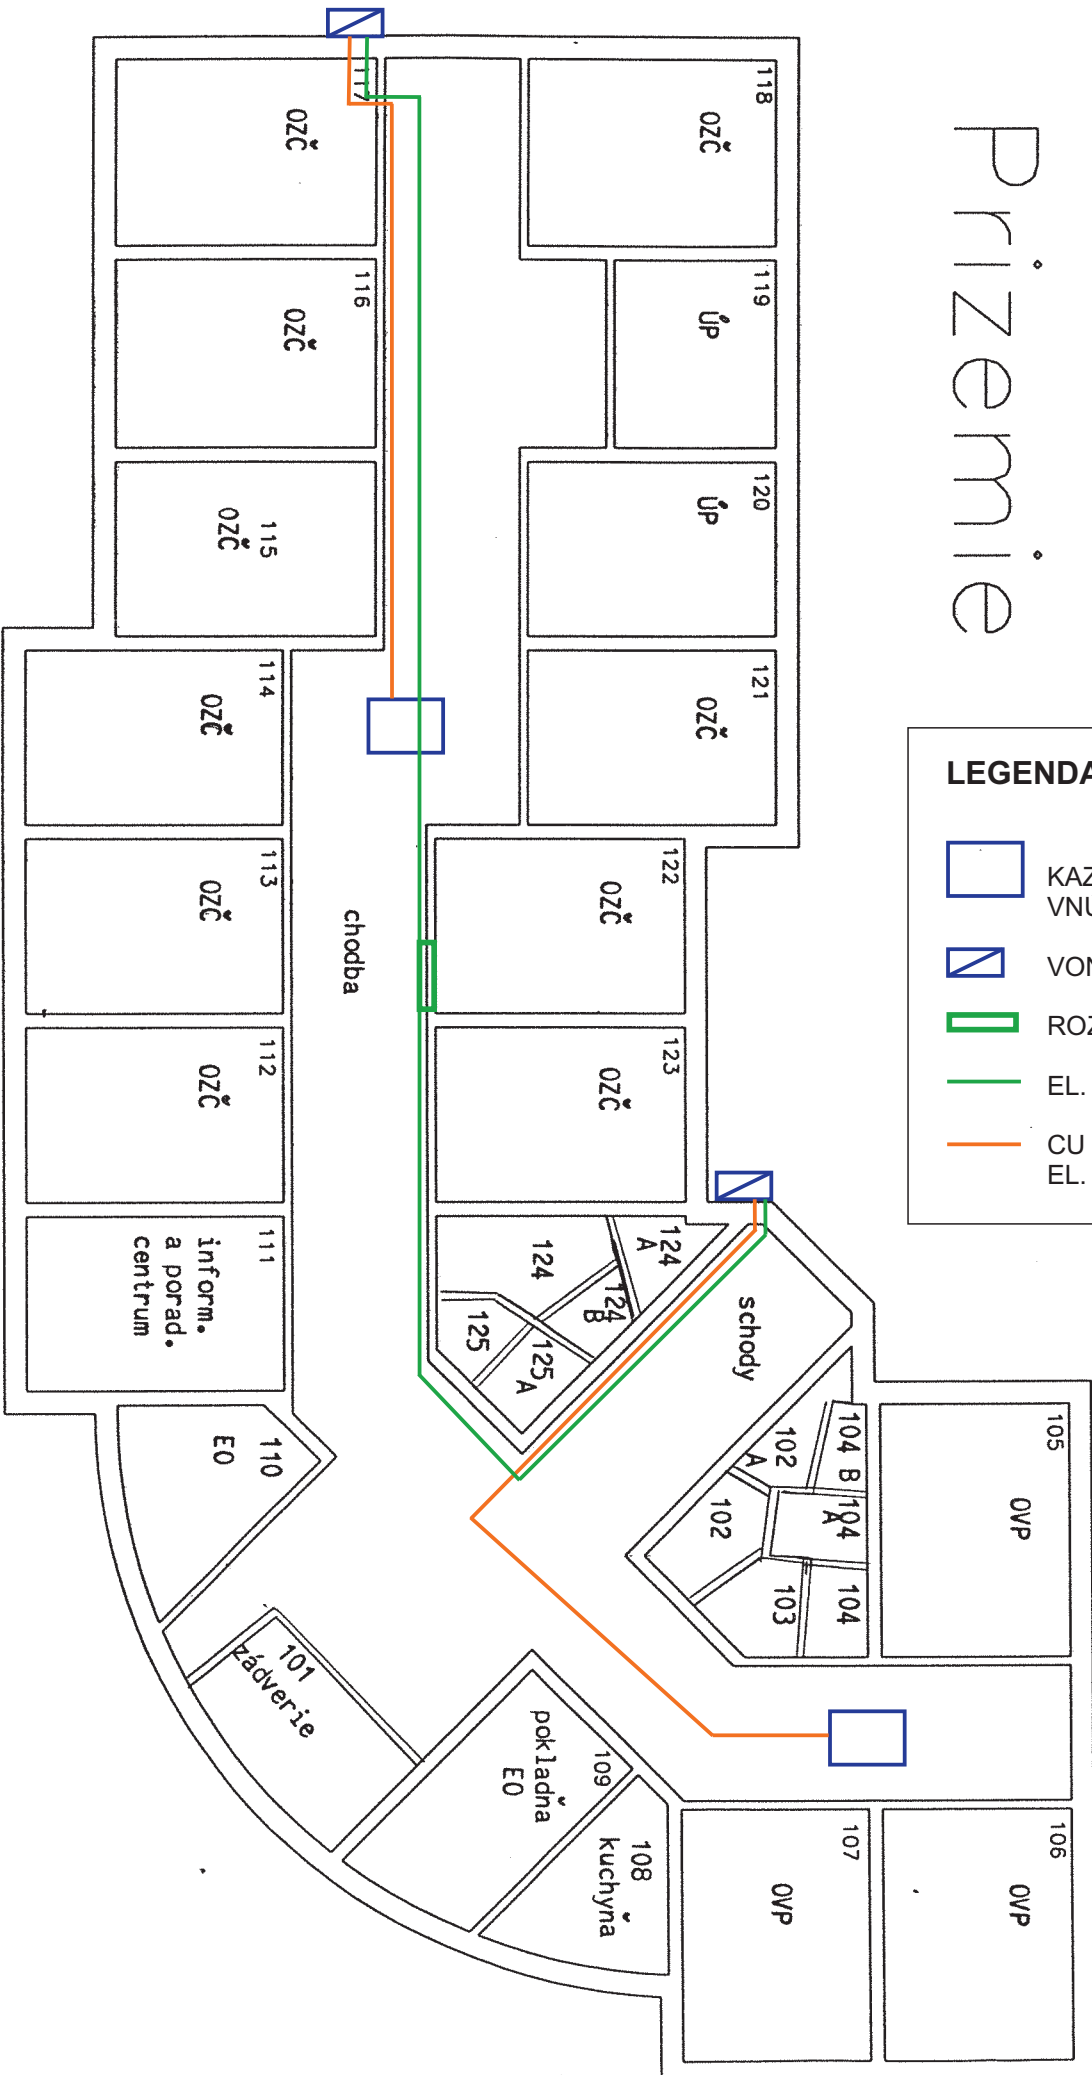 Prizemie
118
OZČ
117
OZČ
119
ÚP
116
OZČ
120
ÚP
115
OZČ
121
OZČ
114
OZČ
122
OZČ
113
OZČ
chodba
123
OZČ
112
OZČ
111
inform.
a porad.
centrum
124
A
124
124
B
125
125
A
schody
110
EO
105
OVP
104
B
102
A
104
A
102
103
104
101
zádverie
109
pokladňa
EO
108
kuchyňa
107
OVP
106
OVP
LEGENDA
KAZ
VNÚ
VON
ROZ
EL.
CU
EL.